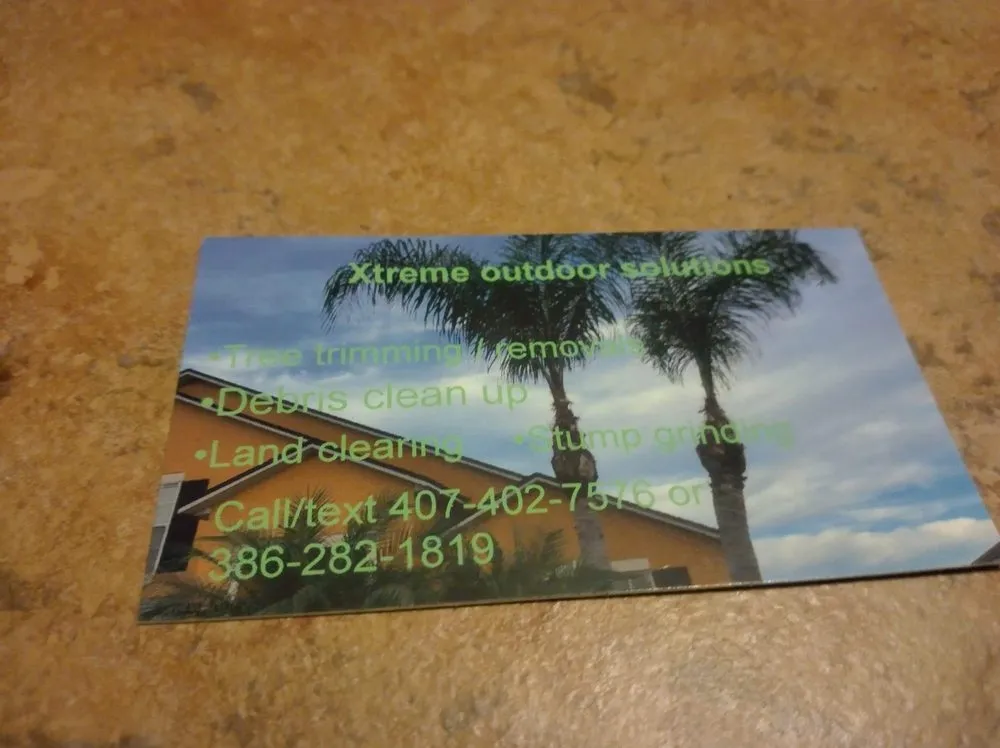 Xtreme outdoor solutions
•Tree trimming / removals
•Debris clean up
•Land clearing •Stump grinding
Call/text 407-402-7576 or
386-282-1819